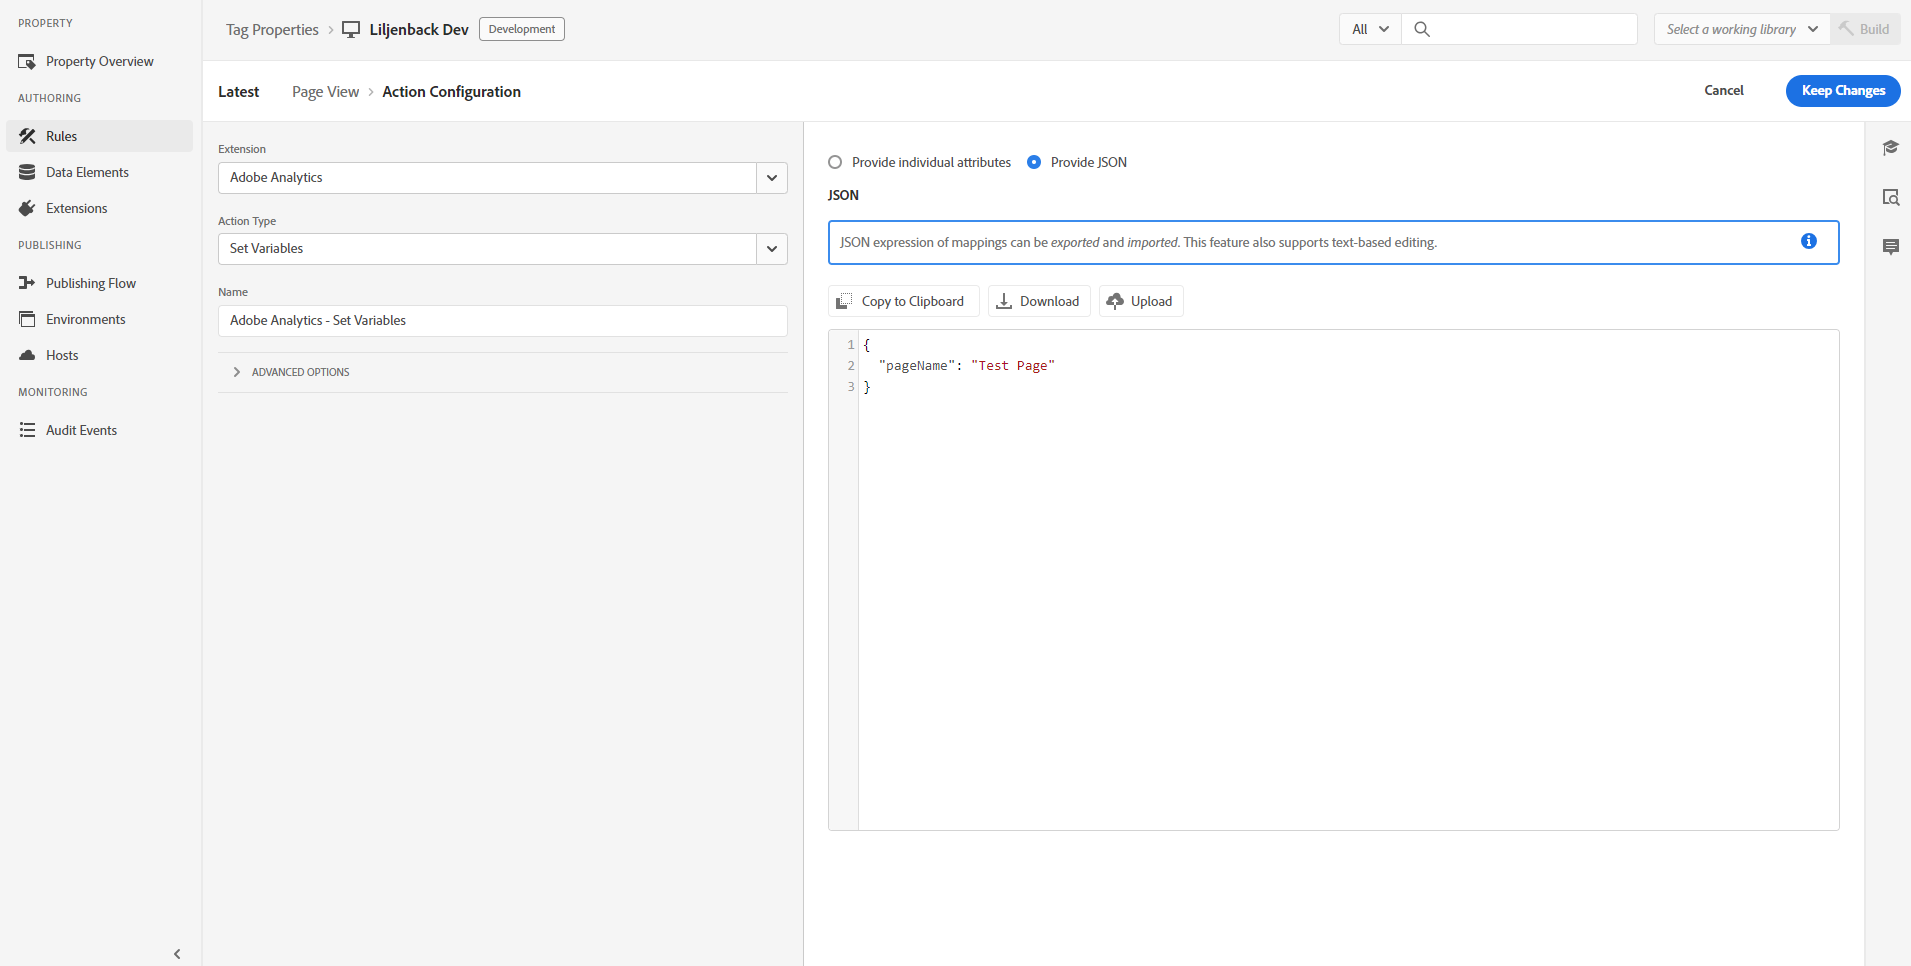 PROPERTY
Property Overview
AUTHORING
Rules
Data Elements
Extensions
PUBLISHING
Publishing Flow
Environments
Hosts
MONITORING
Audit Events
Tag Properties > Liljenback Dev Development
All
Select a working library
Build
Latest Page View > Action Configuration
Cancel
Keep Changes
Extension
Adobe Analytics
Action Type
Set Variables
Name
Adobe Analytics - Set Variables
ADVANCED OPTIONS
Provide individual attributes Provide JSON
JSON
JSON expression of mappings can be exported and imported. This feature also supports text-based editing.
Copy to Clipboard Download Upload
1 {
2 "pageName": "Test Page"
3 }